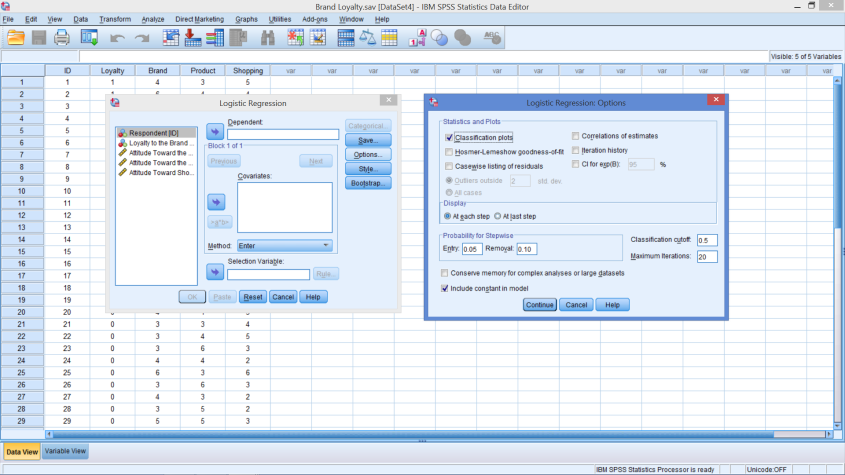 Brand Loyalty.sav [DataSet4] - IBM SPSS Statistics Data Editor
File Edit View Data Transform Analyze Direct Marketing Graphs Utilities Add-ons Window Help
Visible: 5 of 5 Variables
ID Loyalty Brand Product Shopping var var var var var var var var var var var var var
1 1 1 4 3 5
2 2
3 3
4 4
5 5
6 6
7 7
8 8
9 9
10 10
11 11
12 12
13 13
14 14
15 15
16 16
17 17
18 18
19 19
20 20
21 21 0 3 3 4
22 22 0 3 4 5
23 23 0 3 6 3
24 24 0 4 4 2
25 25 0 6 3 6
26 26 0 3 6 3
27 27 0 4 3 2
28 28 0 3 5 2
29 29 0 5 5 3
Data View Variable View
IBM SPSS Statistics Processor is ready Unicode:OFF
Logistic Regression
Respondent [ID]
Loyalty to the Brand ...
Attitude Toward the ...
Attitude Toward the ...
Attitude Toward Sho...
Dependent:
Block 1 of 1
Previous Next
Covariates:
>a*b>
Method: Enter
Selection Variable:
Rule...
Categorical...
Save...
Options...
Style...
Bootstrap...
OK Paste Reset Cancel Help
Logistic Regression: Options
Statistics and Plots
Classification plots Correlations of estimates
Hosmer-Lemeshow goodness-of-fit Iteration history
Casewise listing of residuals CI for exp(B): 95 %
Outliers outside 2 std. dev.
All cases
Display
At each step At last step
Probability for Stepwise
Entry: 0.05 Removal: 0.10
Classification cutoff: 0.5
Maximum Iterations: 20
Conserve memory for complex analyses or large datasets
Include constant in model
Continue Cancel Help